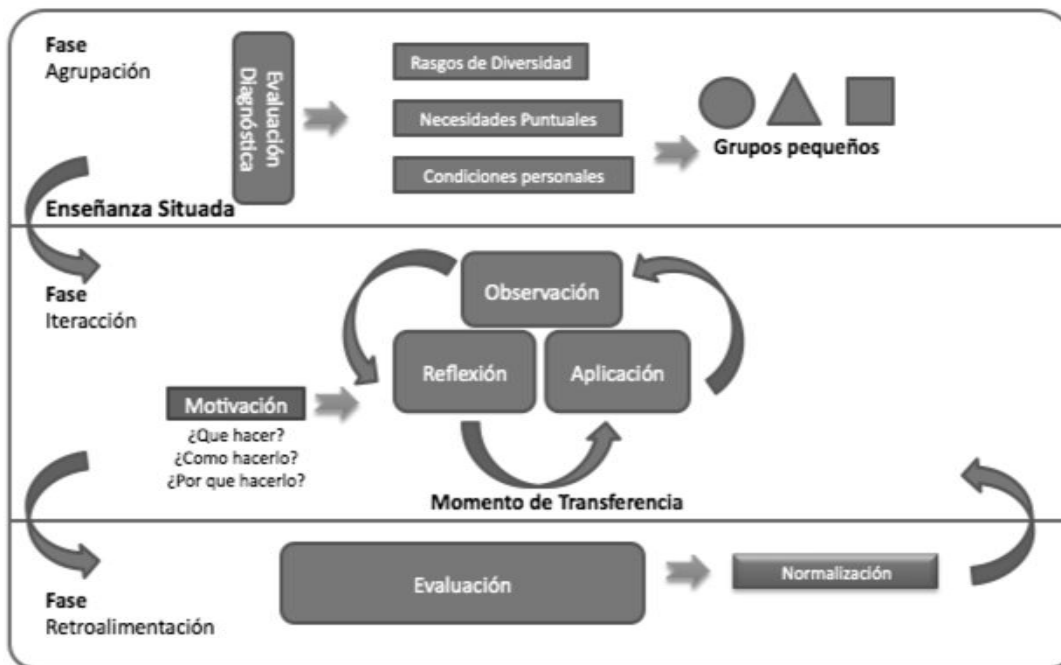 Fase
Agrupación
Evaluación
Diagnóstica
Rasgos de Diversidad
Necesidades Puntuales
Condiciones personales
Grupos pequeños
Enseñanza Situada
Fase
Iteracción
Observación
Reflexión
Aplicación
Motivación
¿Que hacer?
¿Como hacerlo?
¿Por que hacerlo?
Momento de Transferencia
Fase
Retroalimentación
Evaluación
Normalización